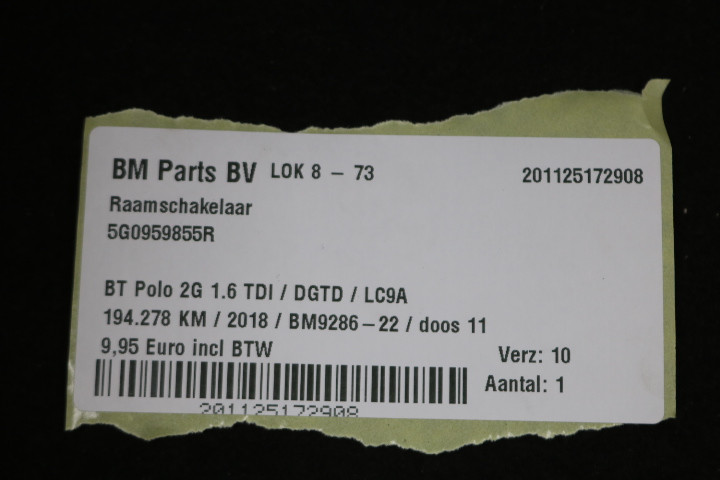 BM Parts BV LOK 8 - 73 201125172908
Raamschakelaar
5G0959855R
BT Polo 2G 1.6 TDI / DGTD / LC9A
194.278 KM / 2018 / BM9286-22 / doos 11
9,95 Euro incl BTW Verz: 10
Aantal: 1
201125172908